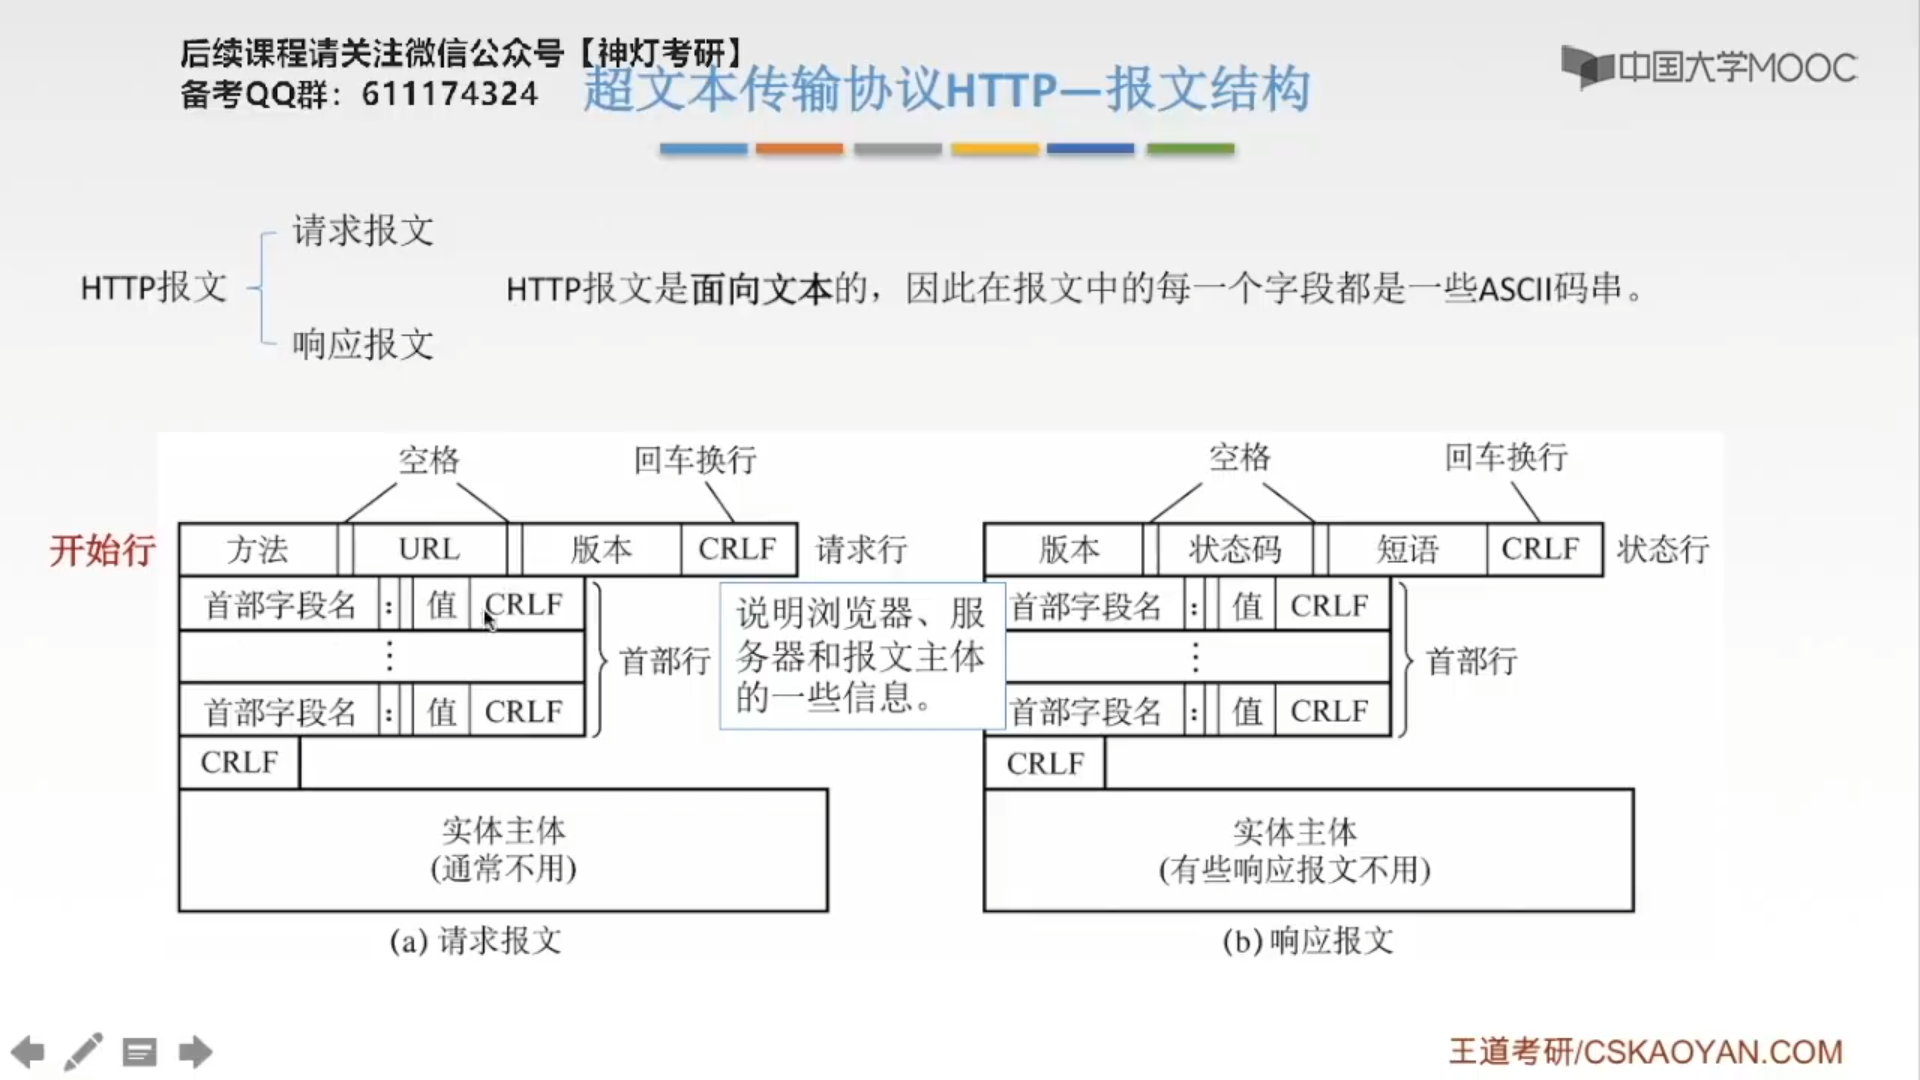 后续课程请关注微信公众号【神灯考研】
备考QQ群：611174324
超文本传输协议HTTP—报文结构
中国大学MOOC
HTTP报文
请求报文
响应报文
HTTP报文是面向文本的，因此在报文中的每一个字段都是一些ASCII码串。
空格 回车换行
开始行 方法 URL 版本 CRLF 请求行
首部字段名 : 值 CRLF
⋮
首部行
首部字段名 : 值 CRLF
CRLF
实体主体
(通常不用)
(a) 请求报文
说明浏览器、服
务器和报文主体
的一些信息。
空格 回车换行
版本 状态码 短语 CRLF 状态行
首部字段名 : 值 CRLF
⋮
首部行
首部字段名 : 值 CRLF
CRLF
实体主体
(有些响应报文不用)
(b) 响应报文
王道考研/CSKAOYAN.COM